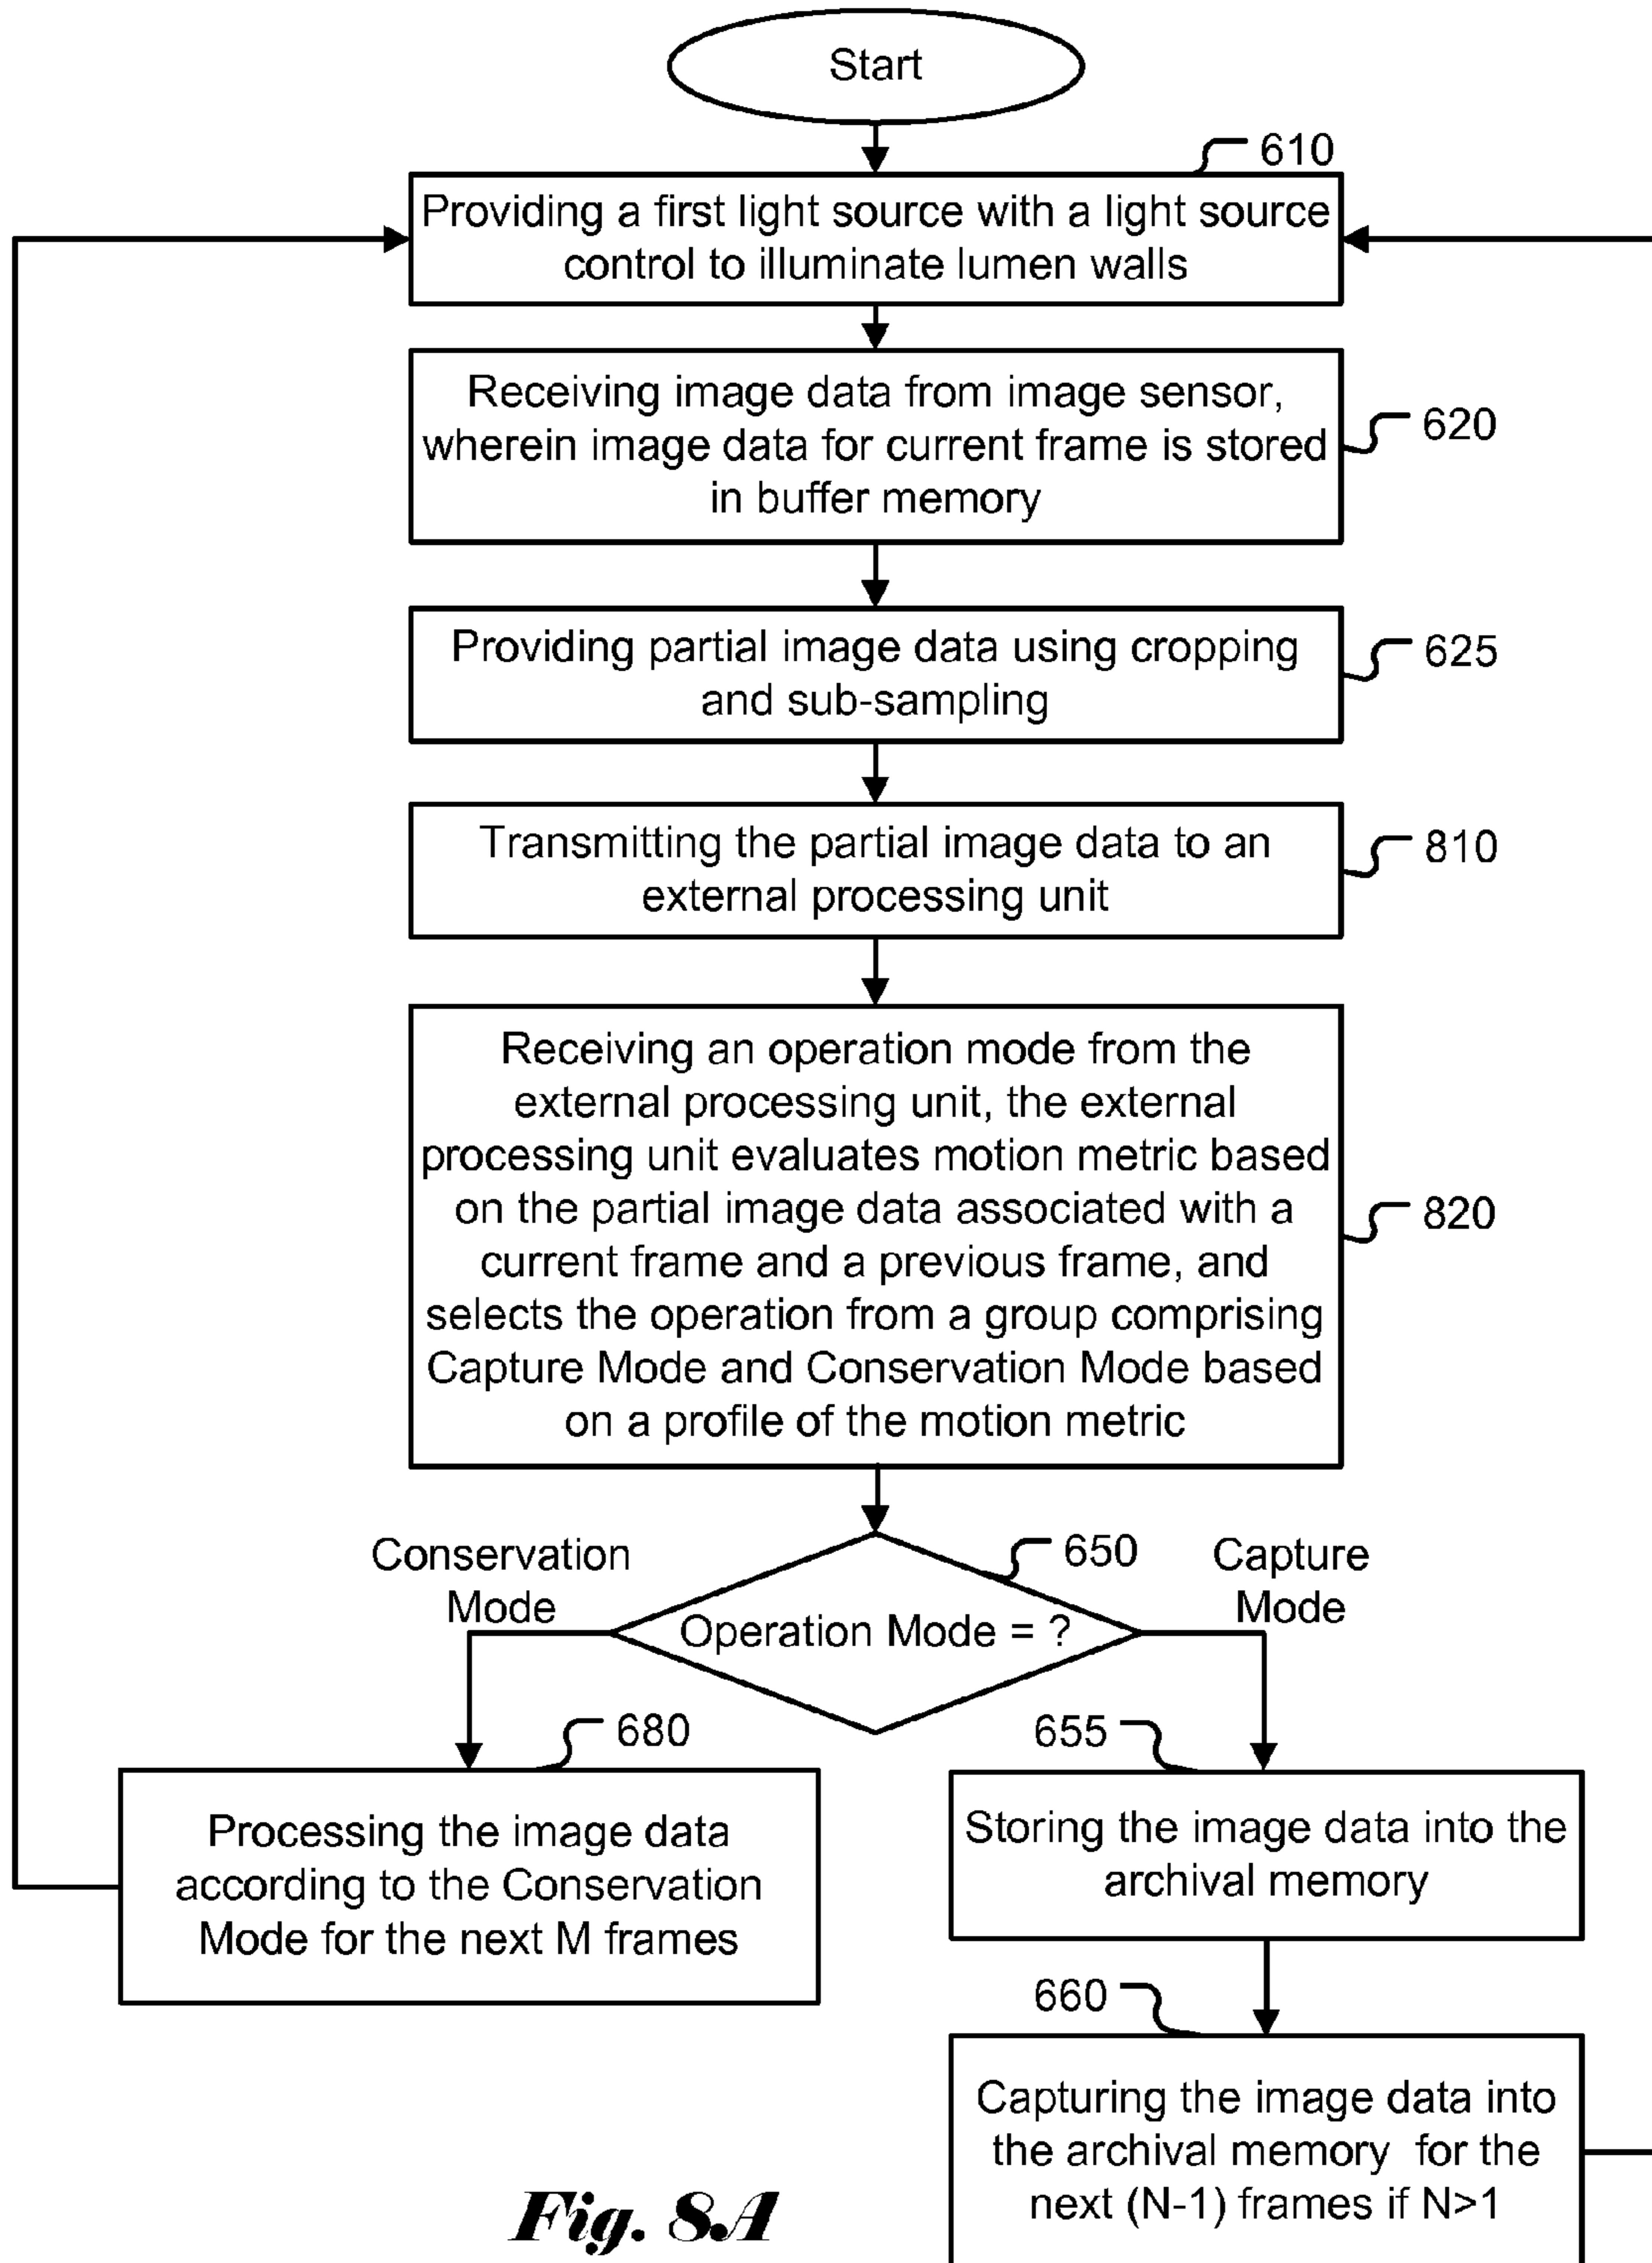 Start
610
Providing a first light source with a light source
control to illuminate lumen walls
Receiving image data from image sensor,
wherein image data for current frame is stored
in buffer memory
620
Providing partial image data using cropping
and sub-sampling
625
Transmitting the partial image data to an
external processing unit
810
Receiving an operation mode from the
external processing unit, the external
processing unit evaluates motion metric based
on the partial image data associated with a
current frame and a previous frame, and
selects the operation from a group comprising
Capture Mode and Conservation Mode based
on a profile of the motion metric
820
Conservation
Mode
650
Capture
Mode
Operation Mode = ?
680
Processing the image data
according to the Conservation
Mode for the next M frames
655
Storing the image data into the
archival memory
660
Capturing the image data into
the archival memory for the
next (N-1) frames if N>1
Fig. 8A